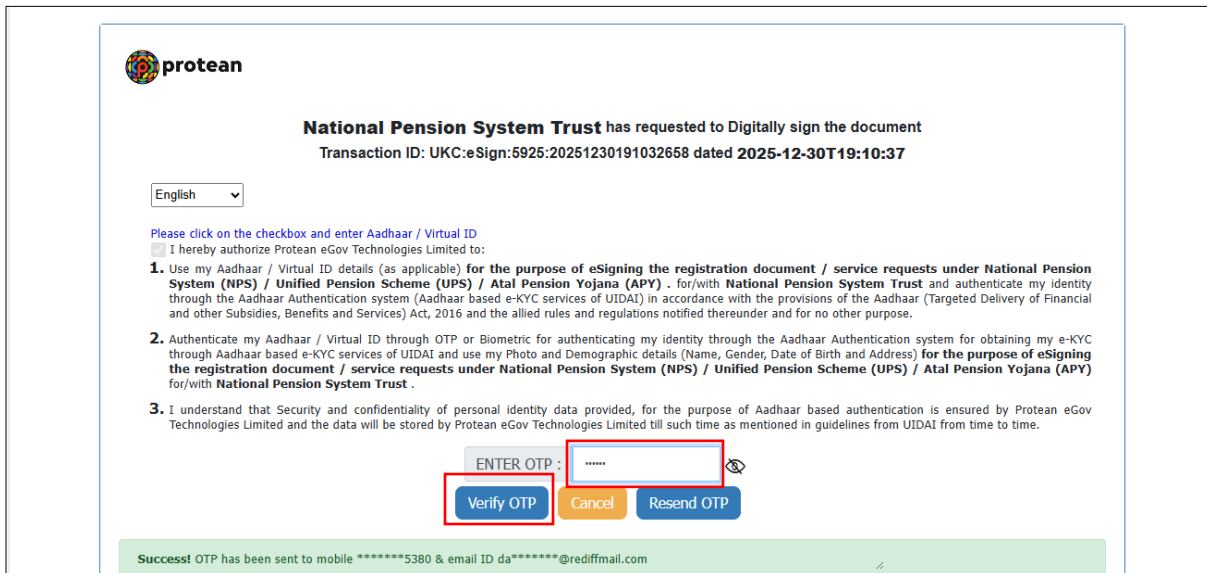 protean
National Pension System Trust has requested to Digitally sign the document
Transaction ID: UKC:eSign:5925:20251230191032658 dated 2025-12-30T19:10:37
English
Please click on the checkbox and enter Aadhaar / Virtual ID
I hereby authorize Protean eGov Technologies Limited to:
1. Use my Aadhaar / Virtual ID details (as applicable) for the purpose of eSigning the registration document / service requests under National Pension
System (NPS) / Unified Pension Scheme (UPS) / Atal Pension Yojana (APY) . for/with National Pension System Trust and authenticate my identity
through the Aadhaar Authentication system (Aadhaar based e-KYC services of UIDAI) in accordance with the provisions of the Aadhaar (Targeted Delivery of Financial
and other Subsidies, Benefits and Services) Act, 2016 and the allied rules and regulations notified thereunder and for no other purpose.
2. Authenticate my Aadhaar / Virtual ID through OTP or Biometric for authenticating my identity through the Aadhaar Authentication system for obtaining my e-KYC
through Aadhaar based e-KYC services of UIDAI and use my Photo and Demographic details (Name, Gender, Date of Birth and Address) for the purpose of eSigning
the registration document / service requests under National Pension System (NPS) / Unified Pension Scheme (UPS) / Atal Pension Yojana (APY)
for/with National Pension System Trust .
3. I understand that Security and confidentiality of personal identity data provided, for the purpose of Aadhaar based authentication is ensured by Protean eGov
Technologies Limited and the data will be stored by Protean eGov Technologies Limited till such time as mentioned in guidelines from UIDAI from time to time.
ENTER OTP : ······
Verify OTP Cancel Resend OTP
Success! OTP has been sent to mobile *******5380 & email ID da*******@rediffmail.com